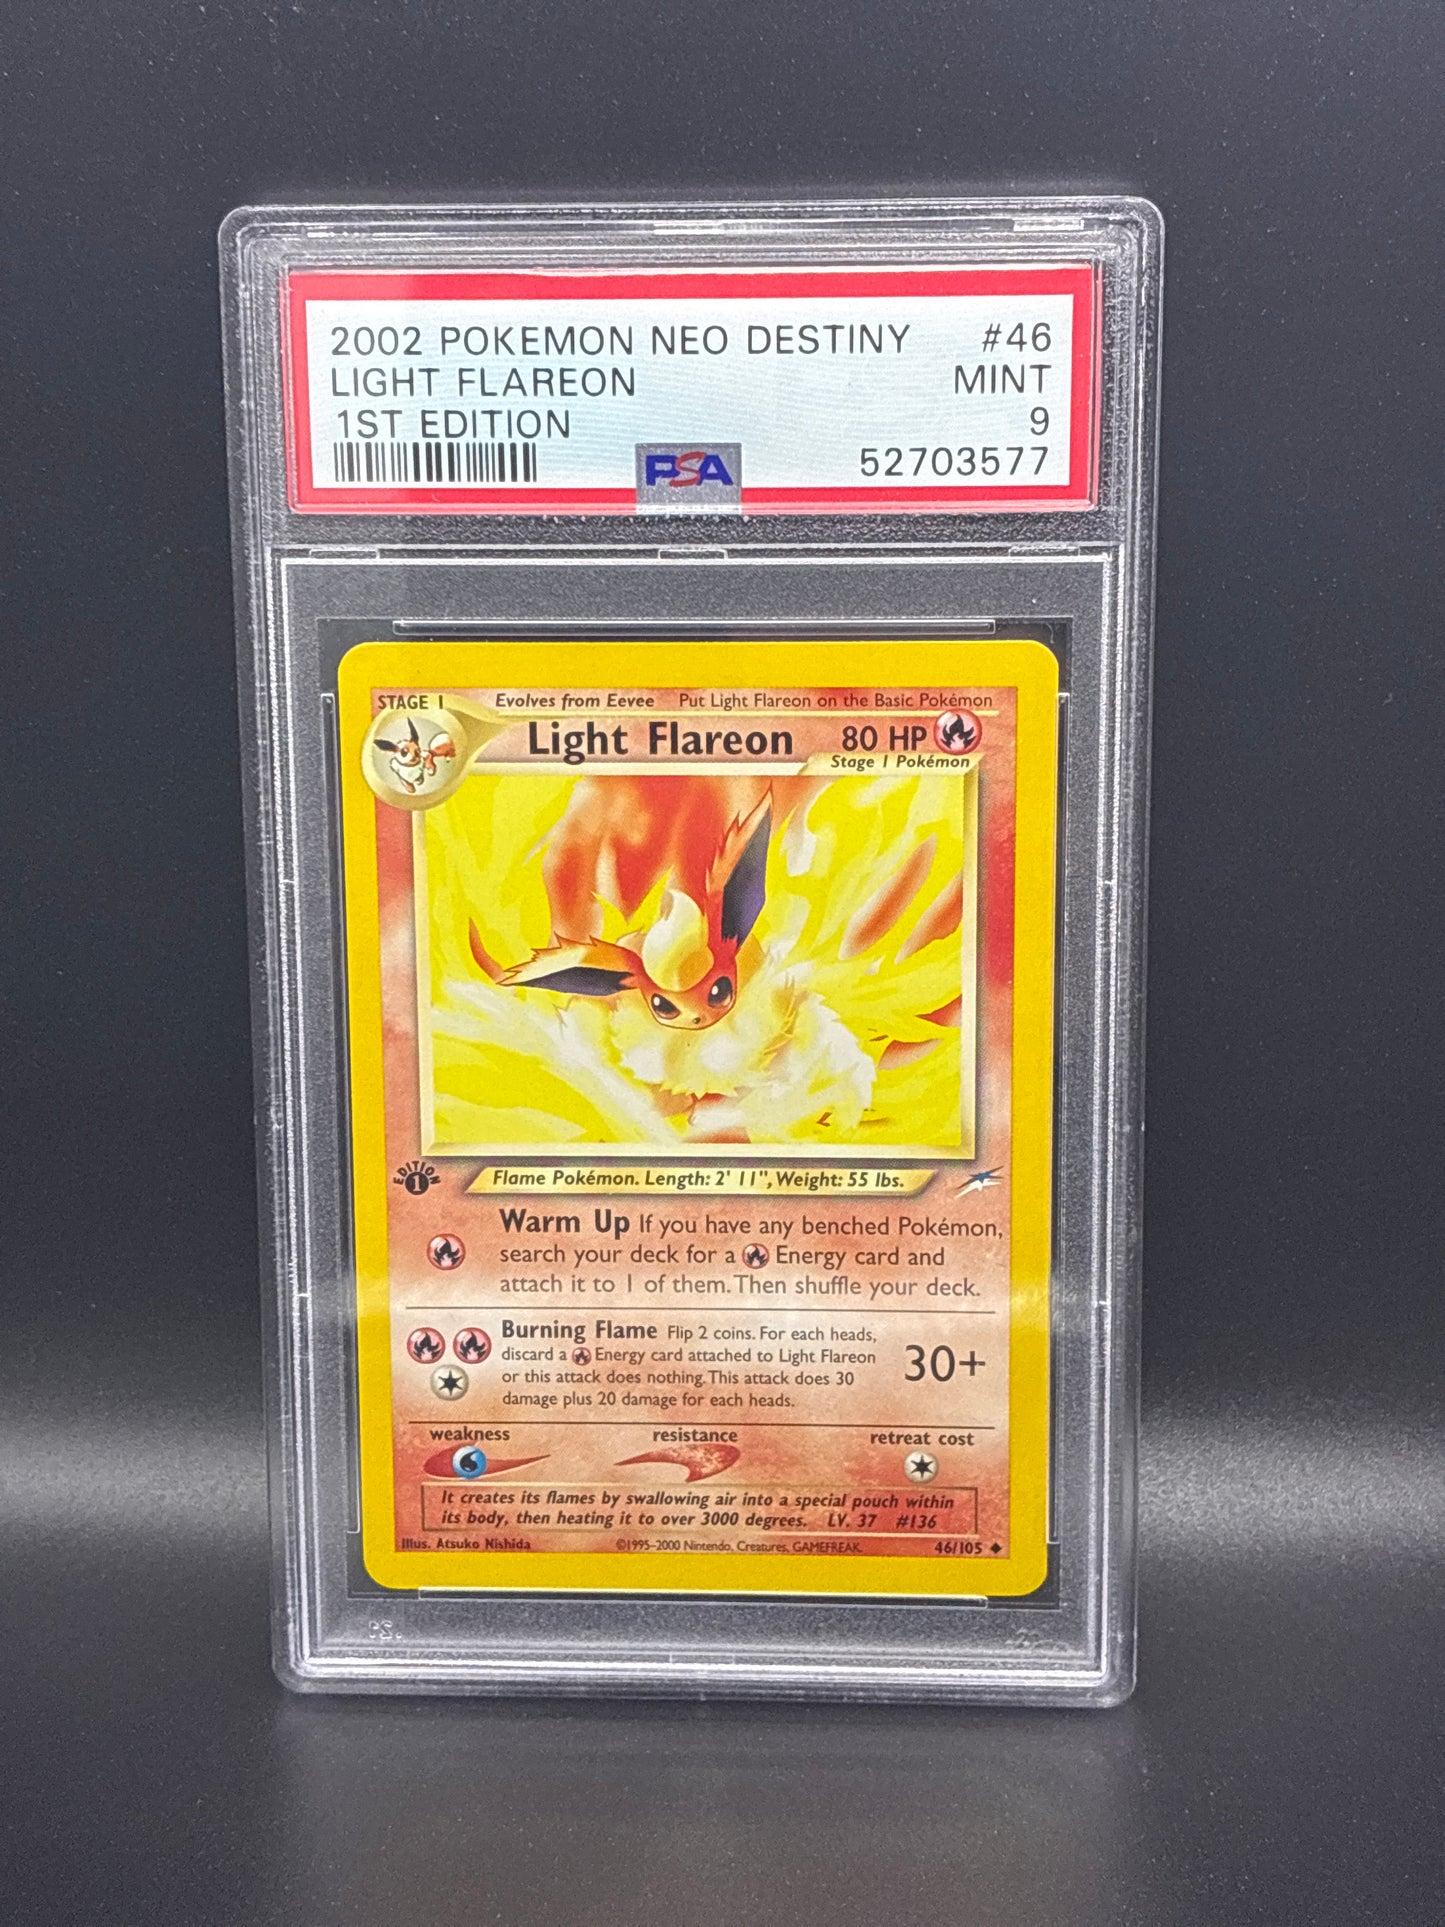 2002 POKEMON NEO DESTINY #46
LIGHT FLAREON MINT
1ST EDITION 9
PSA 52703577
STAGE 1 Evolves from Eevee Put Light Flareon on the Basic Pokémon
Light Flareon 80 HP
Stage 1 Pokémon
EDITION
1
Flame Pokémon. Length: 2' 11", Weight: 55 lbs.
Warm Up If you have any benched Pokémon,
search your deck for a Energy card and
attach it to 1 of them. Then shuffle your deck.
Burning Flame Flip 2 coins. For each heads,
discard a Energy card attached to Light Flareon
or this attack does nothing. This attack does 30
damage plus 20 damage for each heads.
30+
weakness resistance retreat cost
It creates its flames by swallowing air into a special pouch within
its body, then heating it to over 3000 degrees. LV. 37 #136
Illus. Atsuko Nishida ©1995–2000 Nintendo, Creatures, GAMEFREAK. 46/105